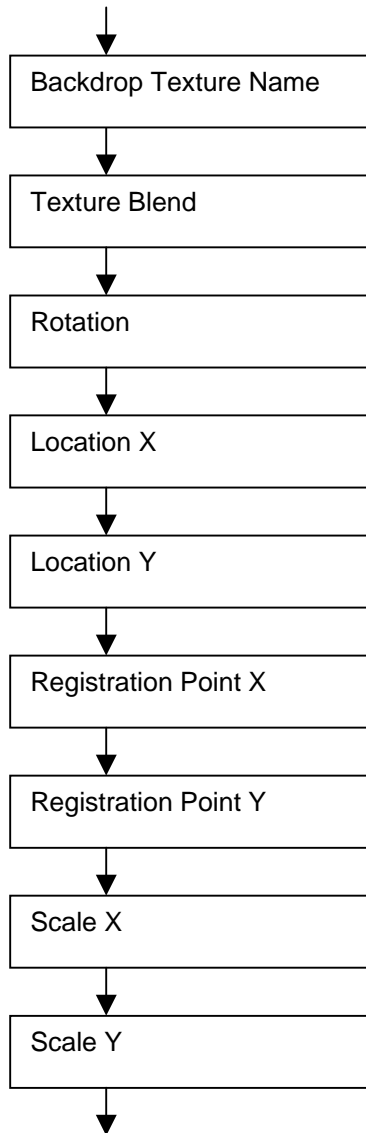 Backdrop Texture Name
Texture Blend
Rotation
Location X
Location Y
Registration Point X
Registration Point Y
Scale X
Scale Y